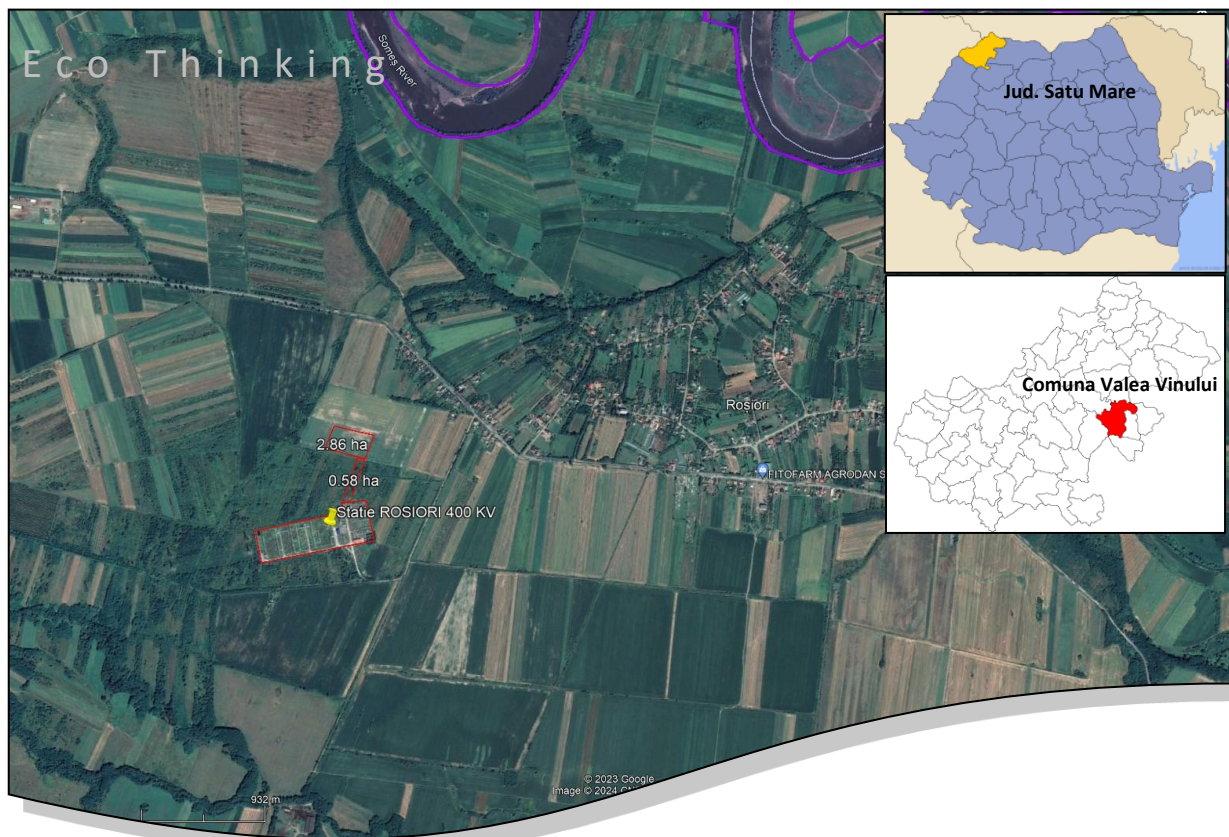 Eco Thinking
Someș River
Jud. Satu Mare
Comuna Valea Vinului
Rosiori
2.86 ha
0.58 ha
FITOFARM AGRODAN S
Statie ROSIORI 400 KV
© 2023 Google
Image © 2024
932 m